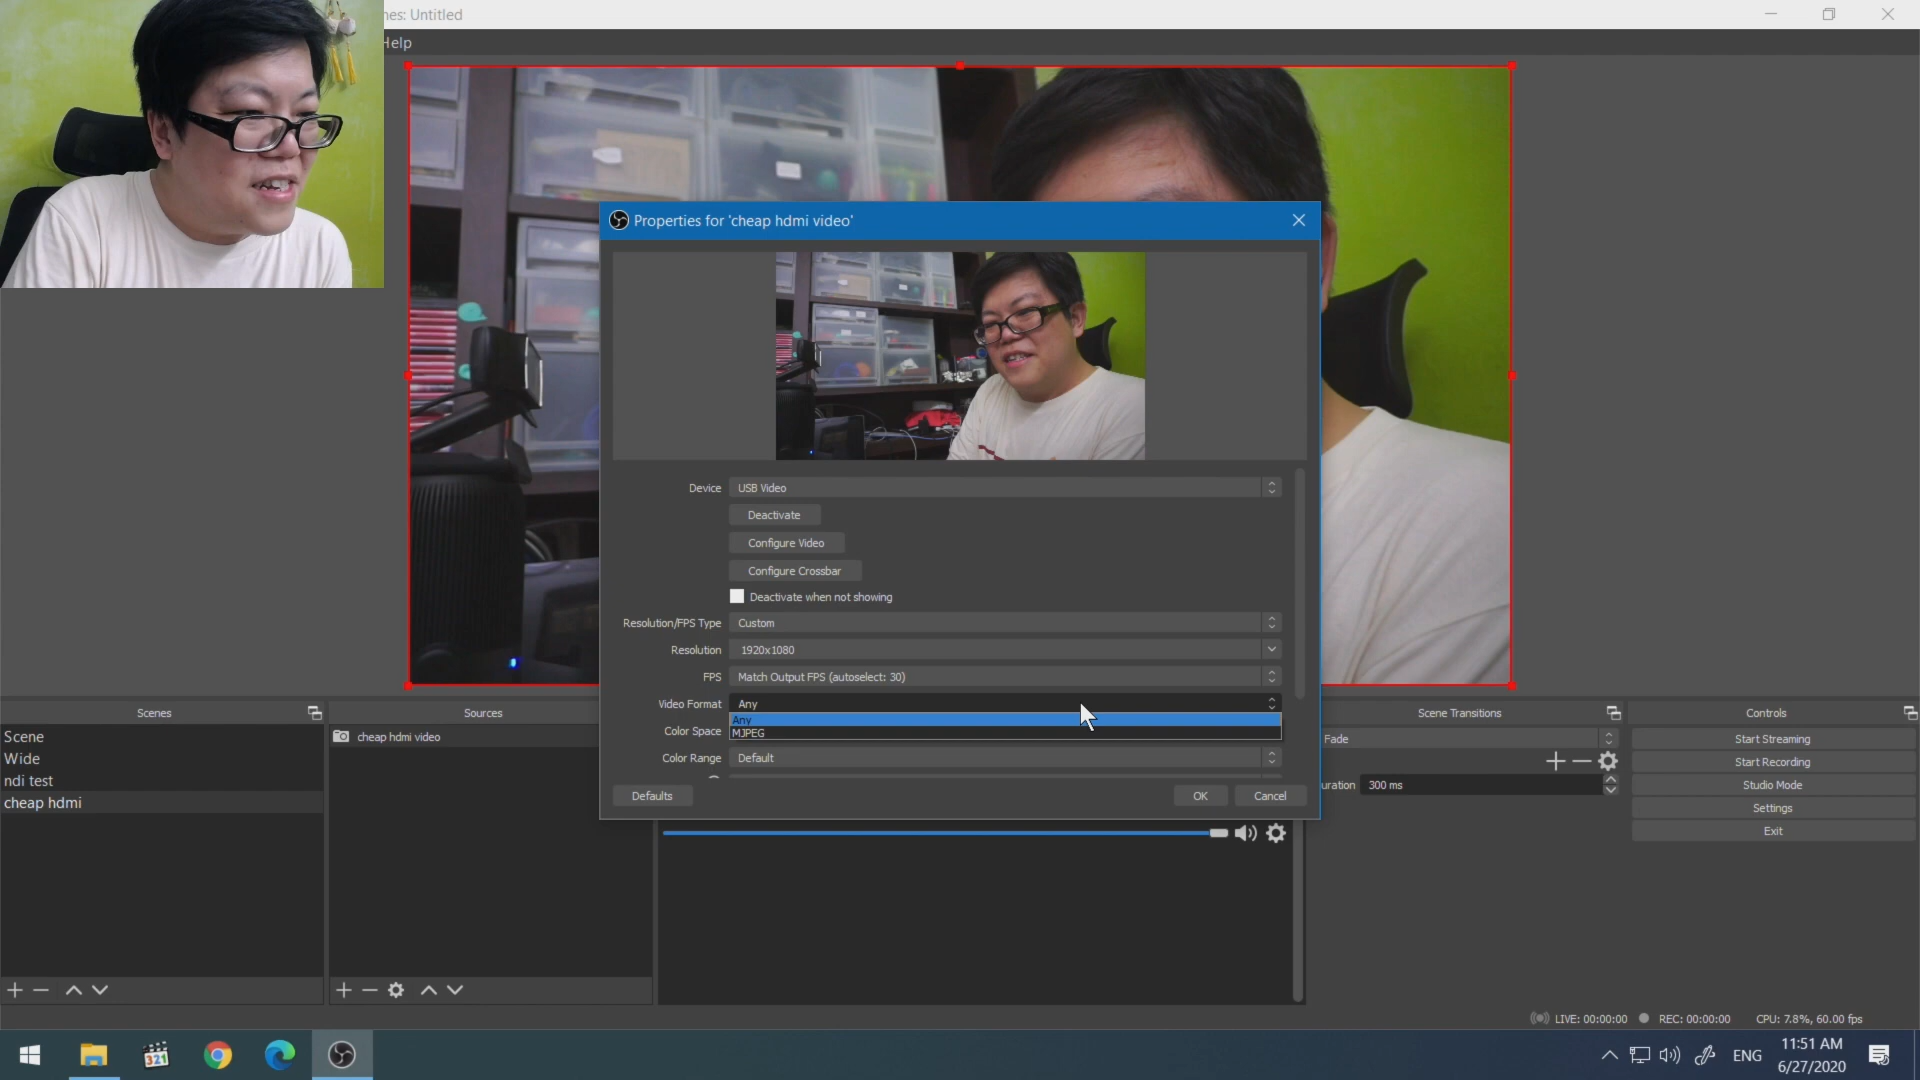 nes: Untitled
Help
Properties for 'cheap hdmi video'
Device USB Video
Deactivate
Configure Video
Configure Crossbar
Deactivate when not showing
Resolution/FPS Type Custom
Resolution 1920x1080
FPS Match Output FPS (autoselect: 30)
Video Format Any
Any
MJPEG
Color Space
Color Range Default
Defaults OK Cancel
Scenes
Scene
Wide
ndi test
cheap hdmi
Sources
cheap hdmi video
Scene Transitions
Fade
uration 300 ms
Controls
Start Streaming
Start Recording
Studio Mode
Settings
Exit
LIVE: 00:00:00 REC: 00:00:00 CPU: 7.8%, 60.00 fps
321
ENG
11:51 AM
6/27/2020